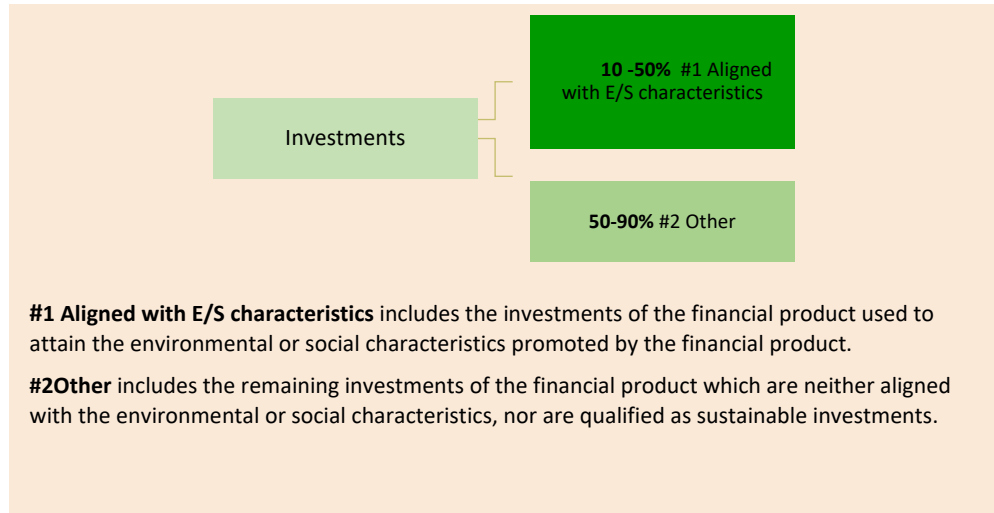 10 -50% #1 Aligned
with E/S characteristics
Investments
50-90% #2 Other
#1 Aligned with E/S characteristics includes the investments of the financial product used to
attain the environmental or social characteristics promoted by the financial product.
#2Other includes the remaining investments of the financial product which are neither aligned
with the environmental or social characteristics, nor are qualified as sustainable investments.